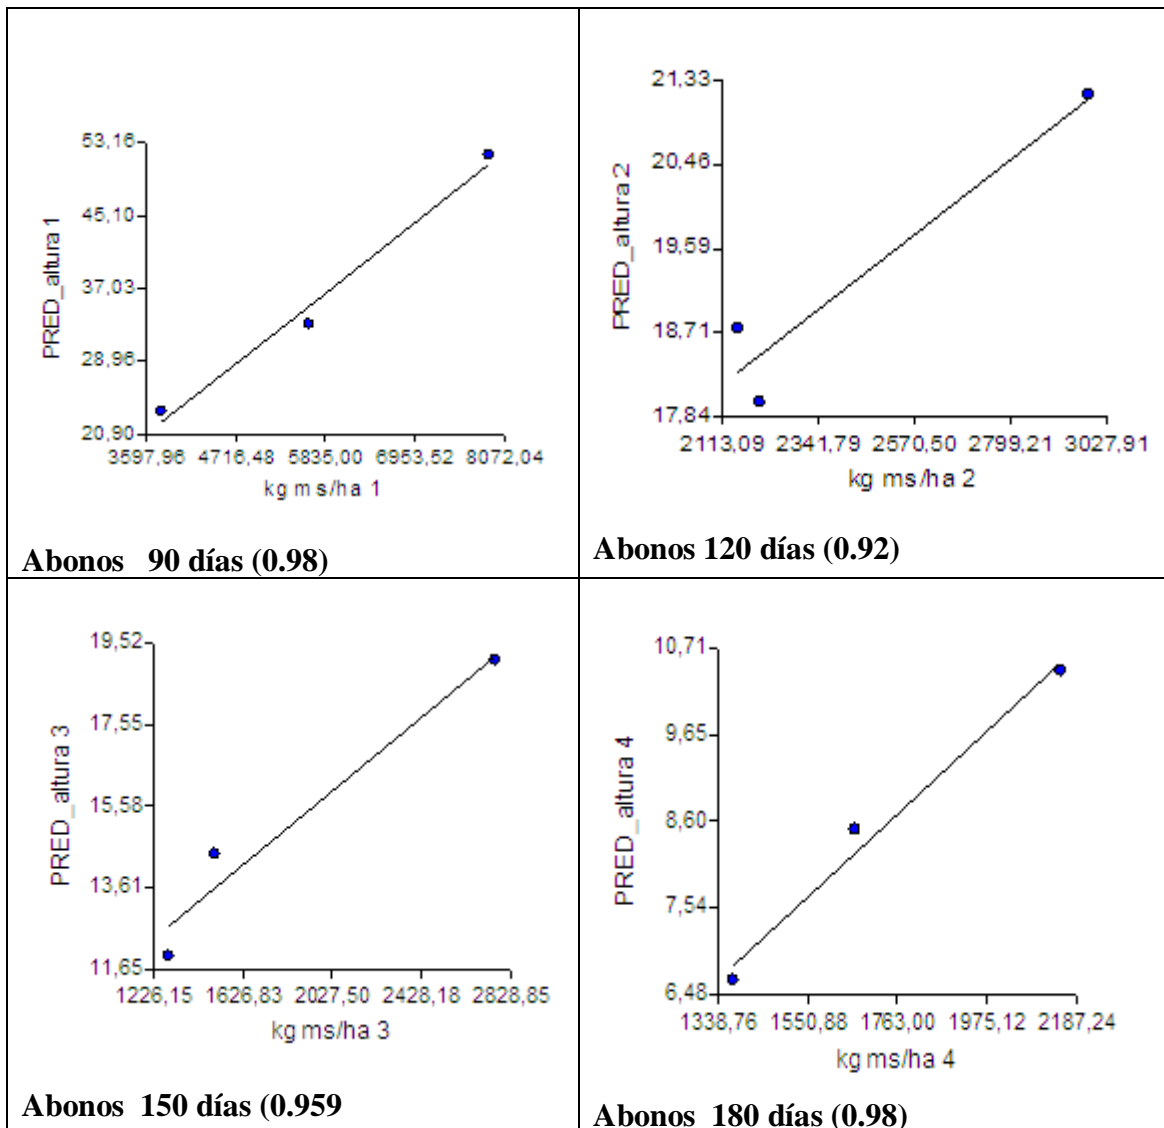 53,16
45,10
37,03
28,96
20,90
PRED_altura 1
3597,96 4716,48 5835,00 6953,52 8072,04
kg ms/ha 1
Abonos 90 días (0.98)
21,33
20,46
19,59
18,71
17,84
PRED_altura 2
2113,09 2341,79 2570,50 2799,21 3027,91
kg ms/ha 2
Abonos 120 días (0.92)
19,52
17,55
15,58
13,61
11,65
PRED_altura 3
1226,15 1626,83 2027,50 2428,18 2828,85
kg ms/ha 3
Abonos 150 días (0.959
10,71
9,65
8,60
7,54
6,48
PRED_altura 4
1338,76 1550,88 1763,00 1975,12 2187,24
kg ms/ha 4
Abonos 180 días (0.98)